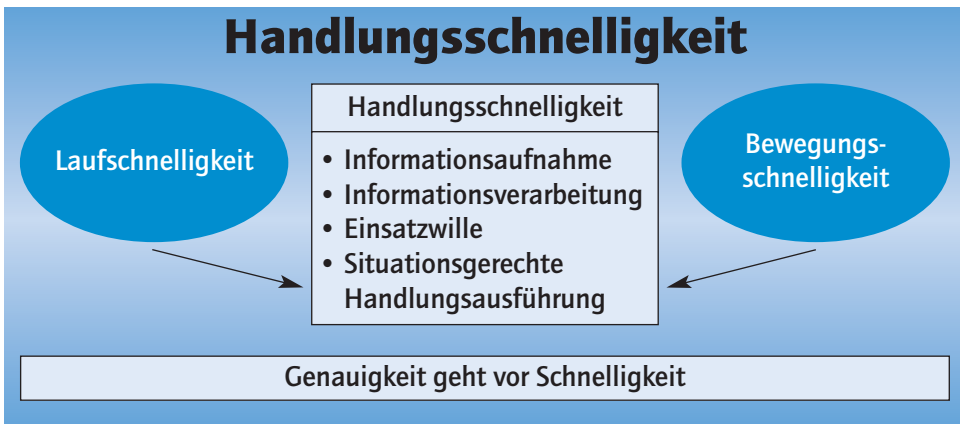 Handlungsschnelligkeit
Laufschnelligkeit
Handlungsschnelligkeit
• Informationsaufnahme
• Informationsverarbeitung
• Einsatzwille
• Situationsgerechte
Handlungsausführung
Bewegungs-
schnelligkeit
Genauigkeit geht vor Schnelligkeit